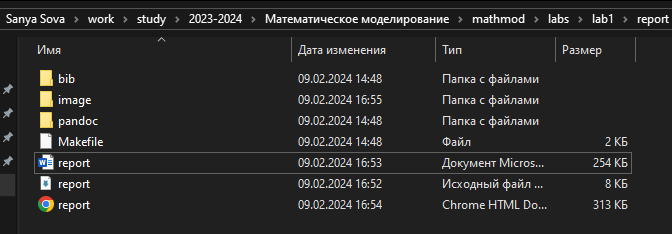 Sanya Sova > work > study > 2023-2024 > Математическое моделирование > mathmod > labs > lab1 > report
Имя Дата изменения Тип Размер
bib 09.02.2024 14:48 Папка с файлами
image 09.02.2024 16:55 Папка с файлами
pandoc 09.02.2024 14:48 Папка с файлами
Makefile 09.02.2024 14:48 Файл 2 КБ
report 09.02.2024 16:53 Документ Micros... 254 КБ
report 09.02.2024 16:52 Исходный файл ... 8 КБ
report 09.02.2024 16:54 Chrome HTML Do... 313 КБ